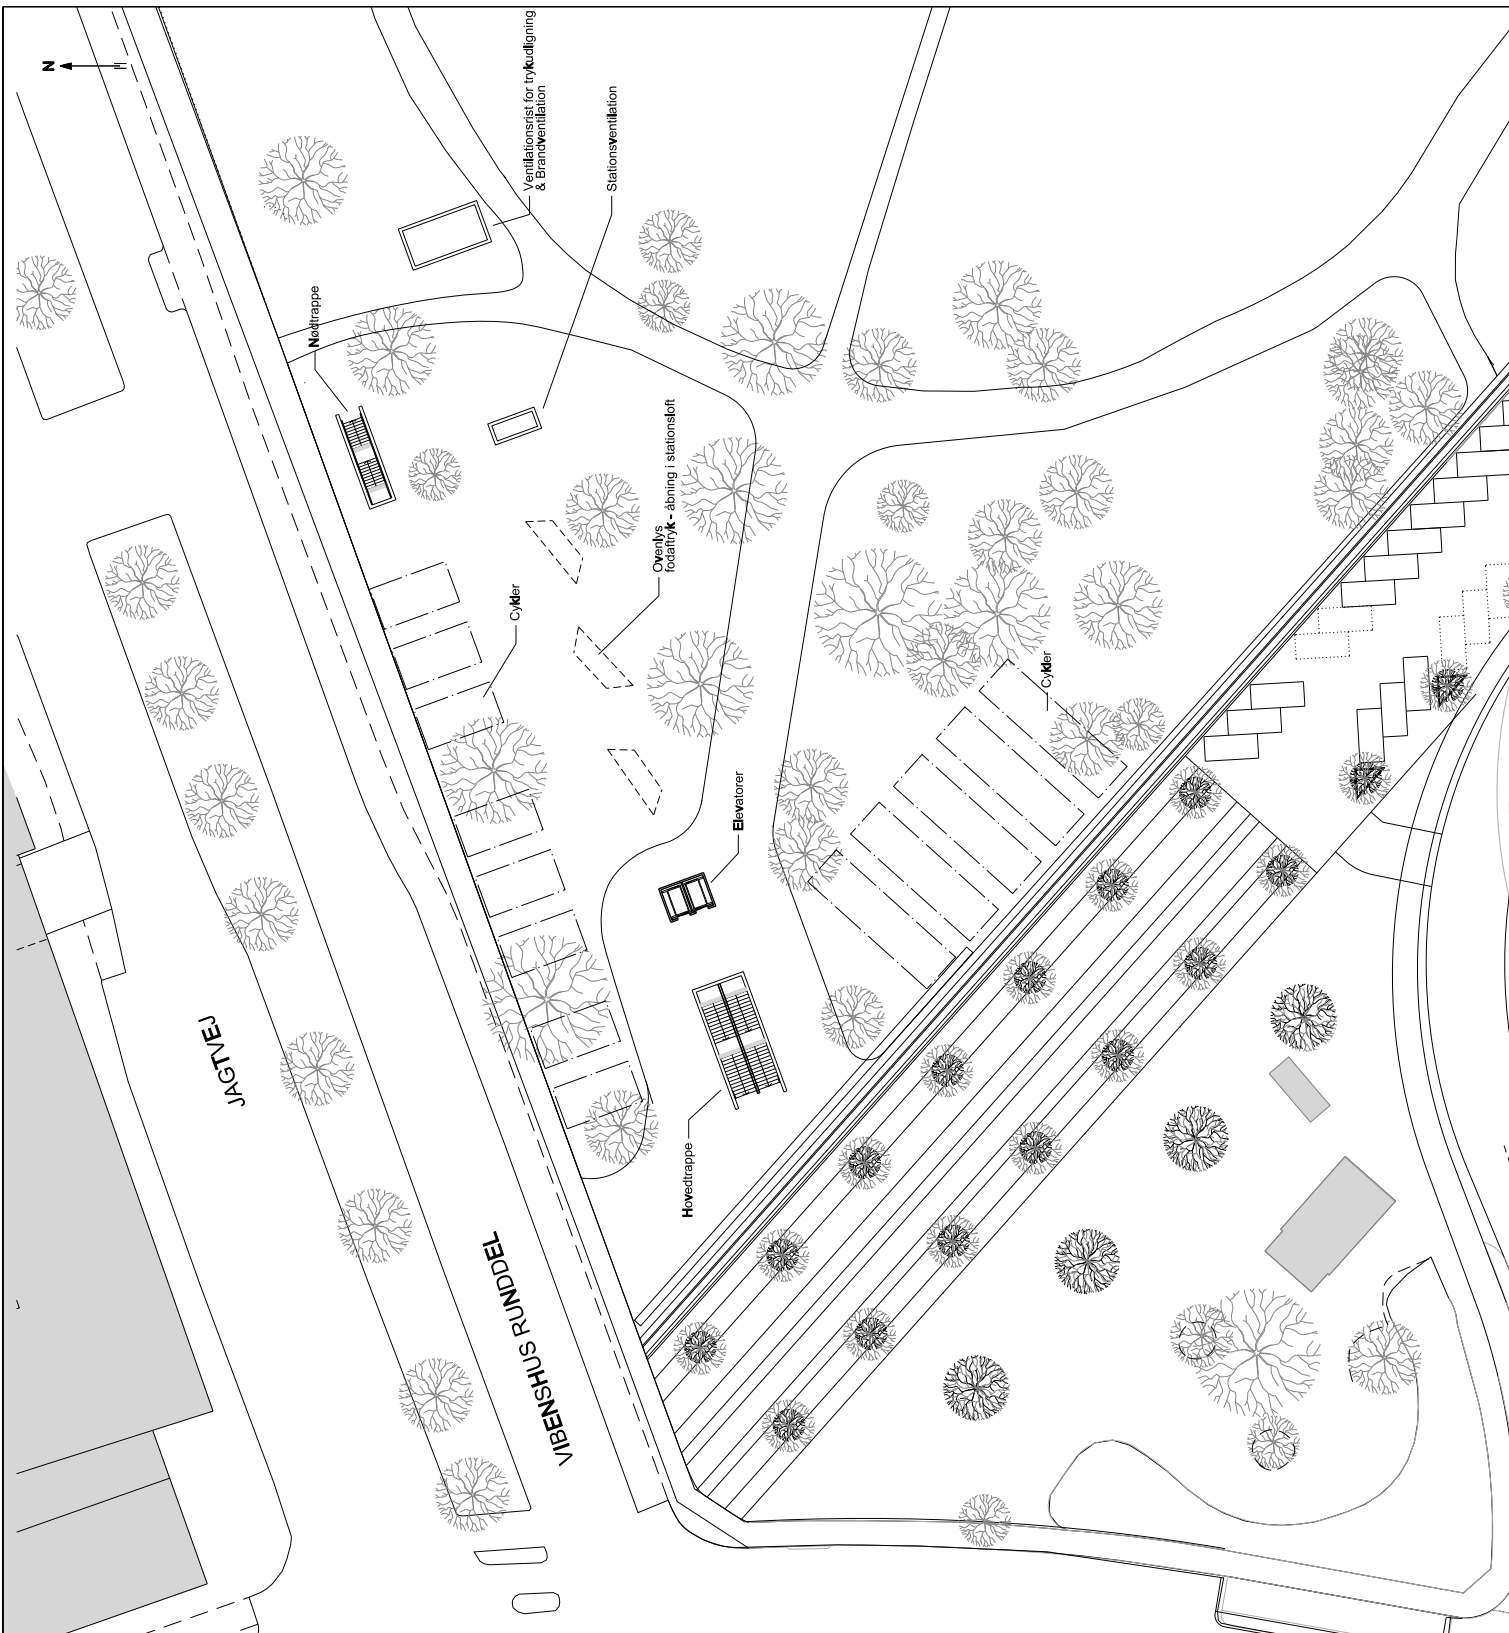 N
Ventilationsrist for trykudligning
& Brandventilation
Stationsventilation
Nødtrappe
Ovenlys
fodaftryk - åbning i stationsloft
Cykler
Cykler
Elevatorer
Hovedtrappe
JAGTVEJ
VIBENSHUS RUNDDEL